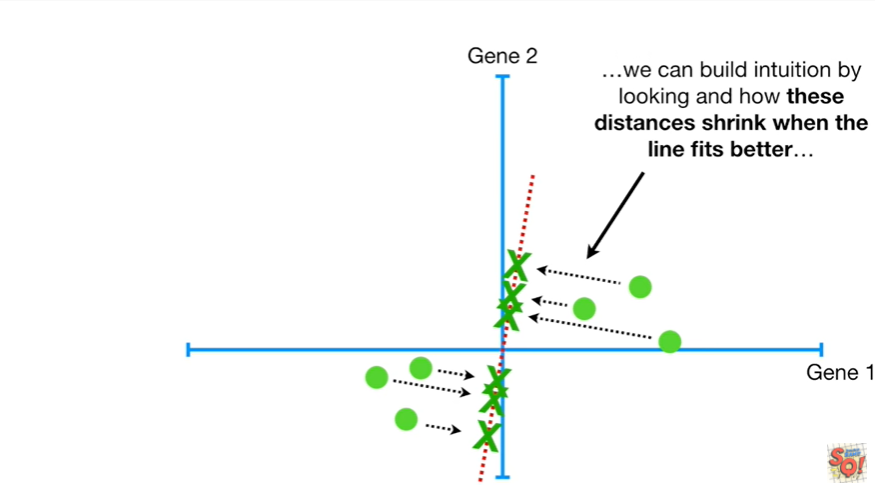 Gene 2
…we can build intuition by
looking and how these
distances shrink when the
line fits better…
X
X
X
X
X
X
Gene 1
SQ!